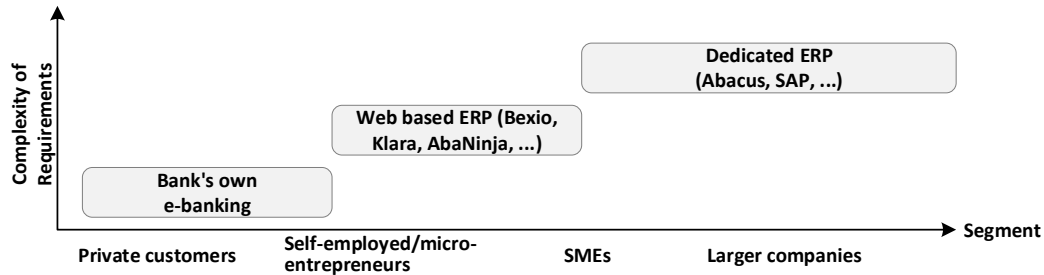 Complexity of
Requirements
Dedicated ERP
(Abacus, SAP, ...)
Web based ERP (Bexio,
Klara, AbaNinja, ...)
Bank's own
e-banking
Segment
Private customers
Self-employed/micro-
entrepreneurs
SMEs
Larger companies